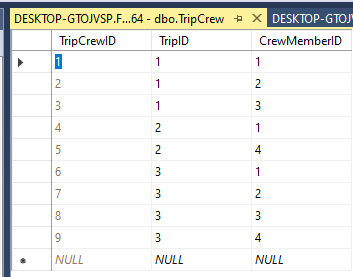 DESKTOP-GTOJVSP.F...64 - dbo.TripCrew DESKTOP-GTOJV
TripCrewID TripID CrewMemberID
1 1 1
2 1 2
3 1 3
4 2 1
5 2 4
6 3 1
7 3 2
8 3 3
9 3 4
NULL NULL NULL